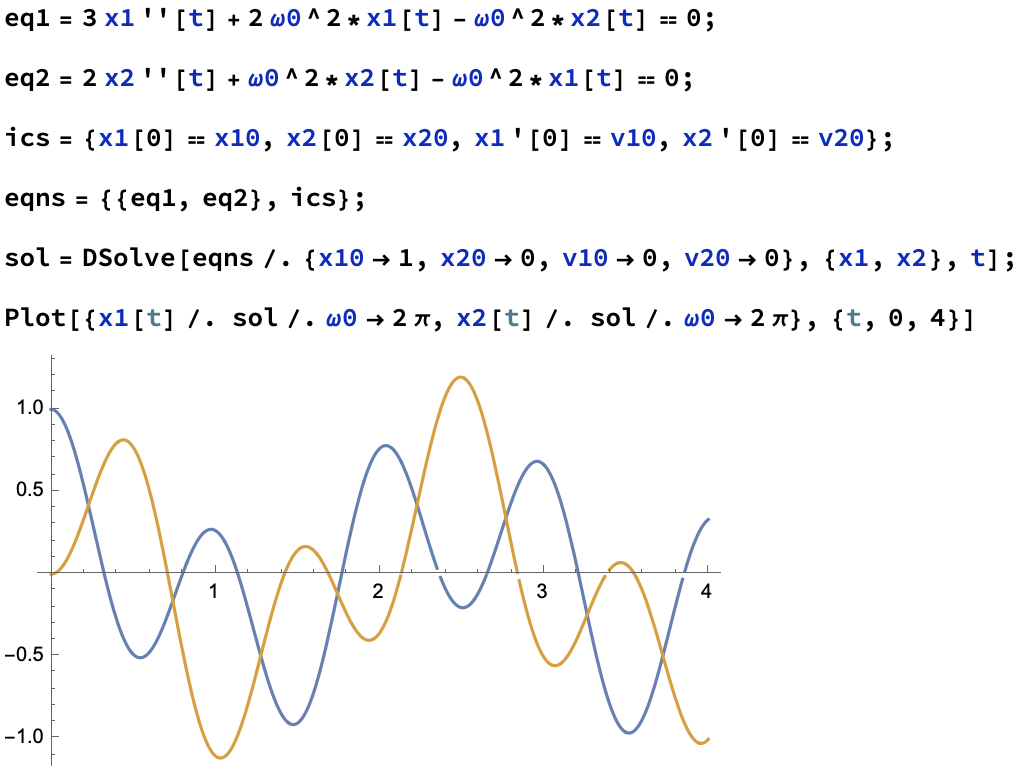 eq1 = 3 x1''[t] + 2 ω0^2*x1[t] - ω0^2*x2[t] == 0;
eq2 = 2 x2''[t] + ω0^2*x2[t] - ω0^2*x1[t] == 0;
ics = {x1[0] == x10, x2[0] == x20, x1'[0] == v10, x2'[0] == v20};
eqns = {{eq1, eq2}, ics};
sol = DSolve[eqns /. {x10 → 1, x20 → 0, v10 → 0, v20 → 0}, {x1, x2}, t];
Plot[{x1[t] /. sol /. ω0 → 2 π, x2[t] /. sol /. ω0 → 2 π}, {t, 0, 4}]
1.0
0.5
1 2 3 4
-0.5
-1.0